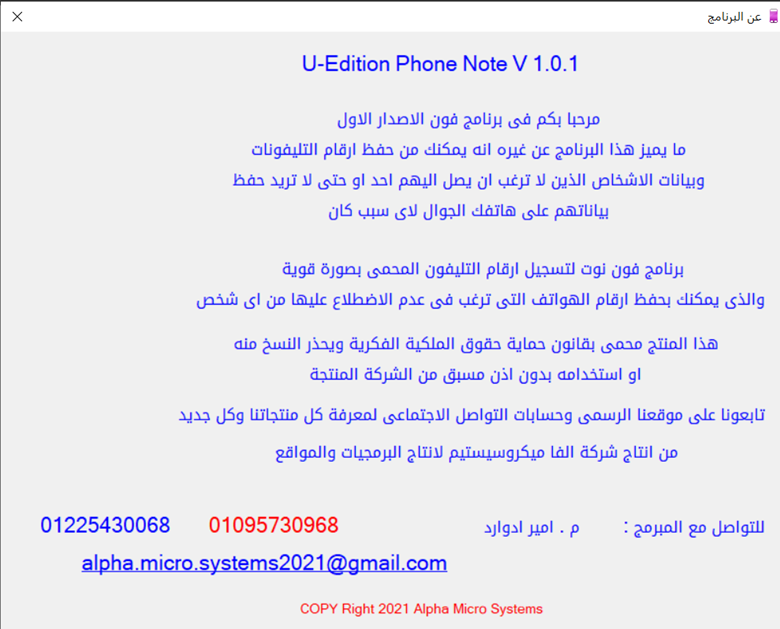 عن البرنامج
U-Edition Phone Note V 1.0.1
مرحبا بكم فى برنامج فون الاصدار الاول
ما يميز هذا البرنامج عن غيره انه يمكنك من حفظ ارقام التليفونات
وبيانات الاشخاص الذين لا ترغب ان يصل اليهم احد او حتى لا تريد حفظ
بياناتهم على هاتفك الجوال لاى سبب كان
برنامج فون نوت لتسجيل ارقام التليفون المحمى بصورة قوية
والذى يمكنك بحفظ ارقام الهواتف التى ترغب فى عدم الاضطلاع عليها من اى شخص
هذا المنتج محمى بقانون حماية حقوق الملكية الفكرية ويحذر النسخ منه
او استخدامه بدون اذن مسبق من الشركة المنتجة
تابعونا على موقعنا الرسمى وحسابات التواصل الاجتماعى لمعرفة كل منتجاتنا وكل جديد
من انتاج شركة الفا ميكروسيستيم لانتاج البرمجيات والمواقع
للتواصل مع المبرمج : م . امير ادوارد 01095730968 01225430068
alpha.micro.systems2021@gmail.com
COPY Right 2021 Alpha Micro Systems